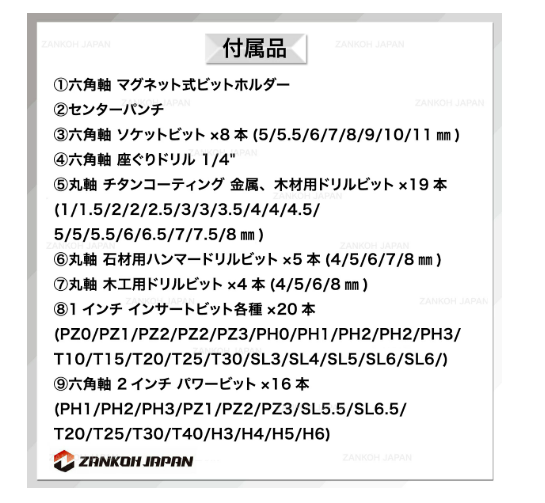 付属品
①六角軸 マグネット式ビットホルダー
②センターパンチ
③六角軸 ソケットビット ×8 本 (5/5.5/6/7/8/9/10/11 ㎜ )
④六角軸 座ぐりドリル 1/4"
⑤丸軸 チタンコーティング 金属、木材用ドリルビット ×19 本
(1/1.5/2/2/2.5/3/3/3.5/4/4/4.5/
5/5/5.5/6/6.5/7/7.5/8 ㎜ )
⑥丸軸 石材用ハンマードリルビット ×5 本 (4/5/6/7/8 ㎜ )
⑦丸軸 木工用ドリルビット ×4 本 (4/5/6/8 ㎜ )
⑧1 インチ インサートビット各種 ×20 本
(PZ0/PZ1/PZ2/PZ2/PZ3/PH0/PH1/PH2/PH2/PH3/
T10/T15/T20/T25/T30/SL3/SL4/SL5/SL6/SL6/)
⑨六角軸 2 インチ パワービット ×16 本
(PH1/PH2/PH3/PZ1/PZ2/PZ3/SL5.5/SL6.5/
T20/T25/T30/T40/H3/H4/H5/H6)
ZANKOH JAPAN